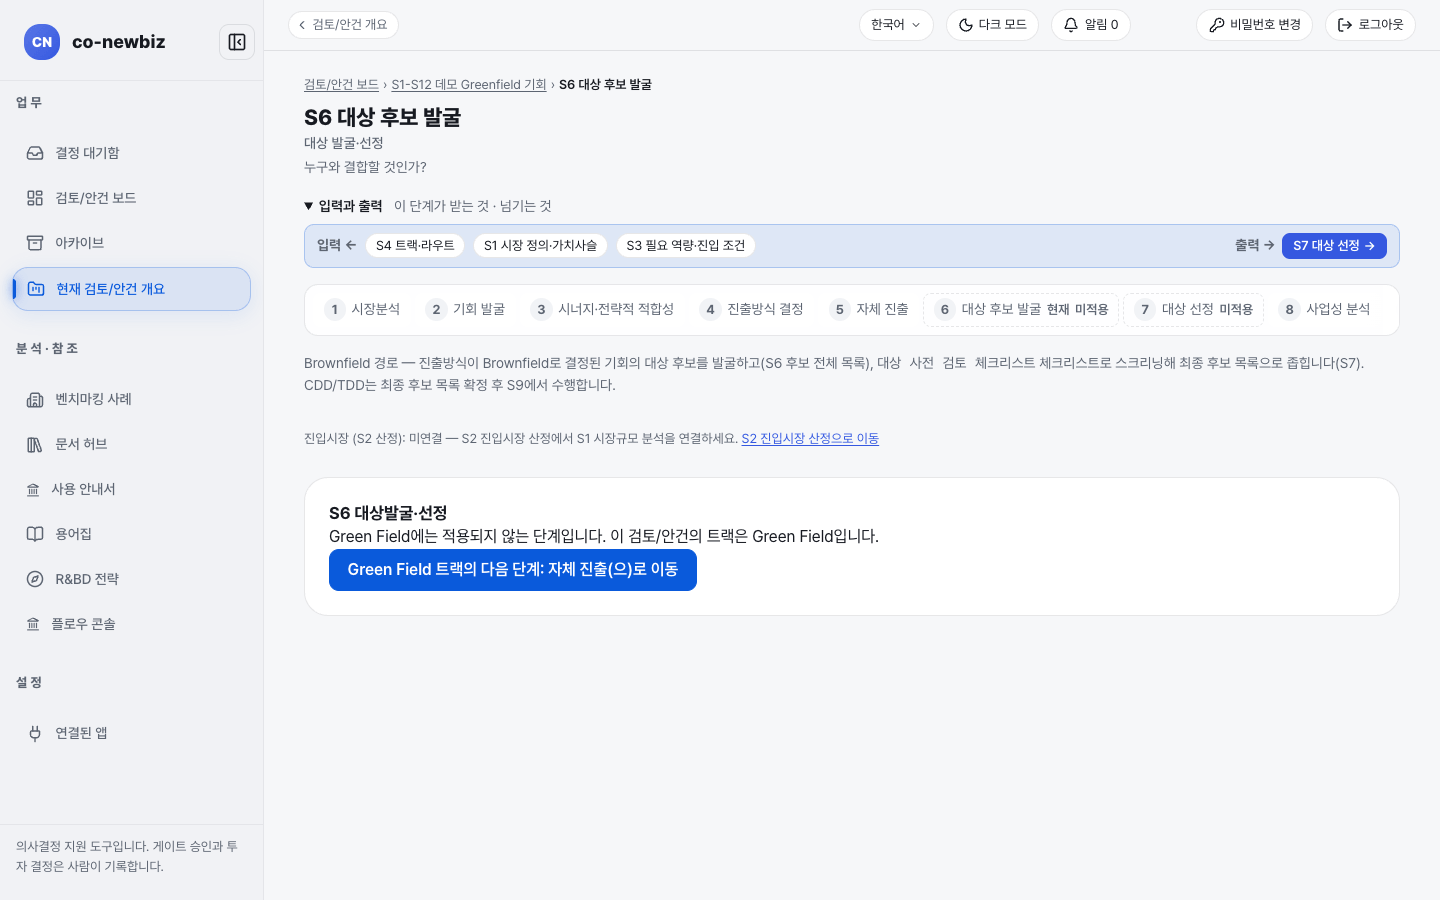 CN co-newbiz
업무
결정 대기함
검토/안건 보드
아카이브
현재 검토/안건 개요
분석·참조
벤치마킹 사례
문서 허브
사용 안내서
용어집
R&BD 전략
플로우 콘솔
설정
연결된 앱
의사결정 지원 도구입니다. 게이트 승인과 투
자 결정은 사람이 기록합니다.
검토/안건 개요
한국어
다크 모드
알림 0
비밀번호 변경
로그아웃
검토/안건 보드 › S1-S12 데모 Greenfield 기회 › S6 대상 후보 발굴
S6 대상 후보 발굴
대상 발굴·선정
누구와 결합할 것인가?
▼ 입력과 출력 이 단계가 받는 것 · 넘기는 것
입력 ← S4 트랙·라우트 S1 시장 정의·가치사슬 S3 필요 역량·진입 조건 출력 → S7 대상 선정 →
1 시장분석 2 기회 발굴 3 시너지·전략적 적합성 4 진출방식 결정 5 자체 진출 6 대상 후보 발굴 현재 미적용 7 대상 선정 미적용 8 사업성 분석
Brownfield 경로 — 진출방식이 Brownfield로 결정된 기회의 대상 후보를 발굴하고(S6 후보 전체 목록), 대상 사전 검토 체크리스트 체크리스트로 스크리닝해 최종 후보 목록으로 좁힙니다(S7).
CDD/TDD는 최종 후보 목록 확정 후 S9에서 수행합니다.
진입시장 (S2 산정): 미연결 — S2 진입시장 산정에서 S1 시장규모 분석을 연결하세요. S2 진입시장 산정으로 이동
S6 대상발굴·선정
Green Field에는 적용되지 않는 단계입니다. 이 검토/안건의 트랙은 Green Field입니다.
Green Field 트랙의 다음 단계: 자체 진출(으)로 이동